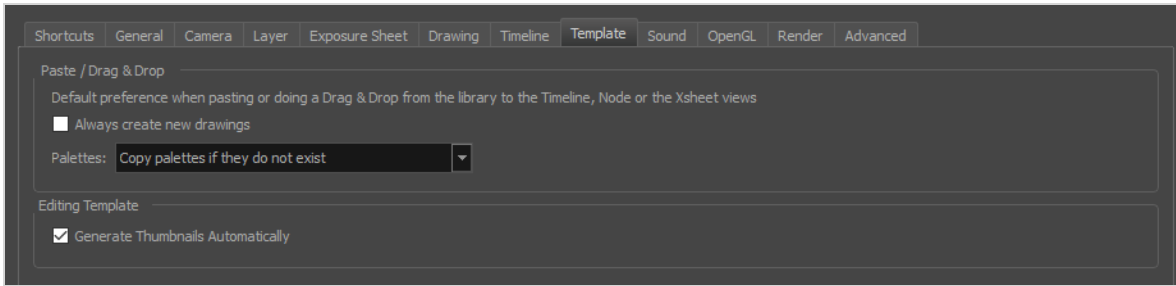 Shortcuts General Camera Layer Exposure Sheet Drawing Timeline Template Sound OpenGL Render Advanced
Paste / Drag & Drop
Default preference when pasting or doing a Drag & Drop from the library to the Timeline, Node or the Xsheet views
Always create new drawings
Palettes: Copy palettes if they do not exist
Editing Template
Generate Thumbnails Automatically